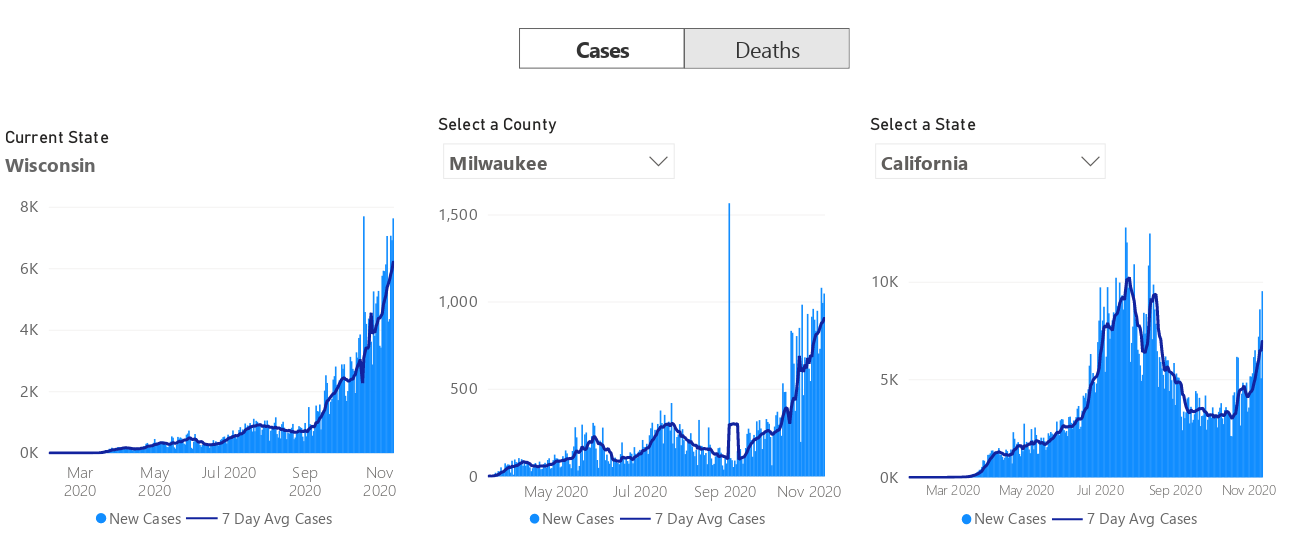 Cases
Deaths
Current State
Wisconsin
8K
6K
4K
2K
0K
Mar 2020
May 2020
Jul 2020
Sep 2020
Nov 2020
New Cases
7 Day Avg Cases
Select a County
Milwaukee
1,500
1,000
500
0
May 2020
Jul 2020
Sep 2020
Nov 2020
New Cases
7 Day Avg Cases
Select a State
California
10K
5K
0K
Mar 2020
May 2020
Jul 2020
Sep 2020
Nov 2020
New Cases
7 Day Avg Cases